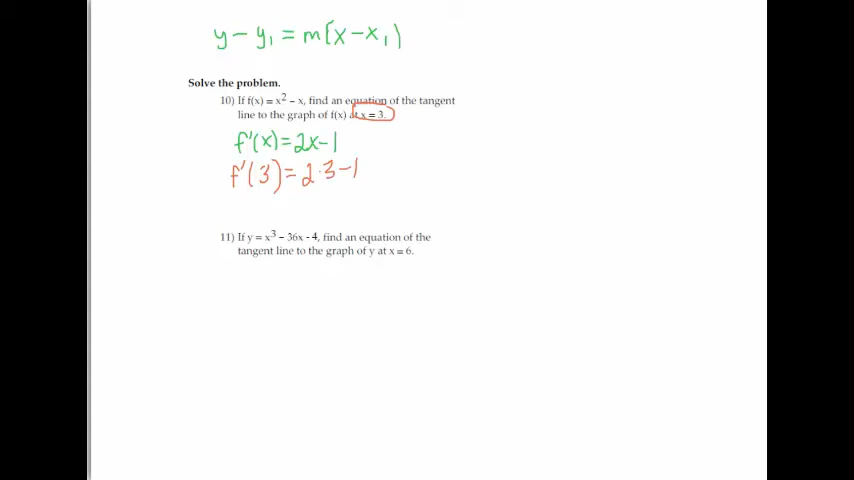 y - y₁ = m(x - x₁)
Solve the problem.
10) If f(x) = x² – x, find an equation of the tangent
line to the graph of f(x) at x = 3.
f'(x) = 2x - 1
f'(3) = 2·3 - 1
11) If y = x³ – 36x - 4, find an equation of the
tangent line to the graph of y at x = 6.